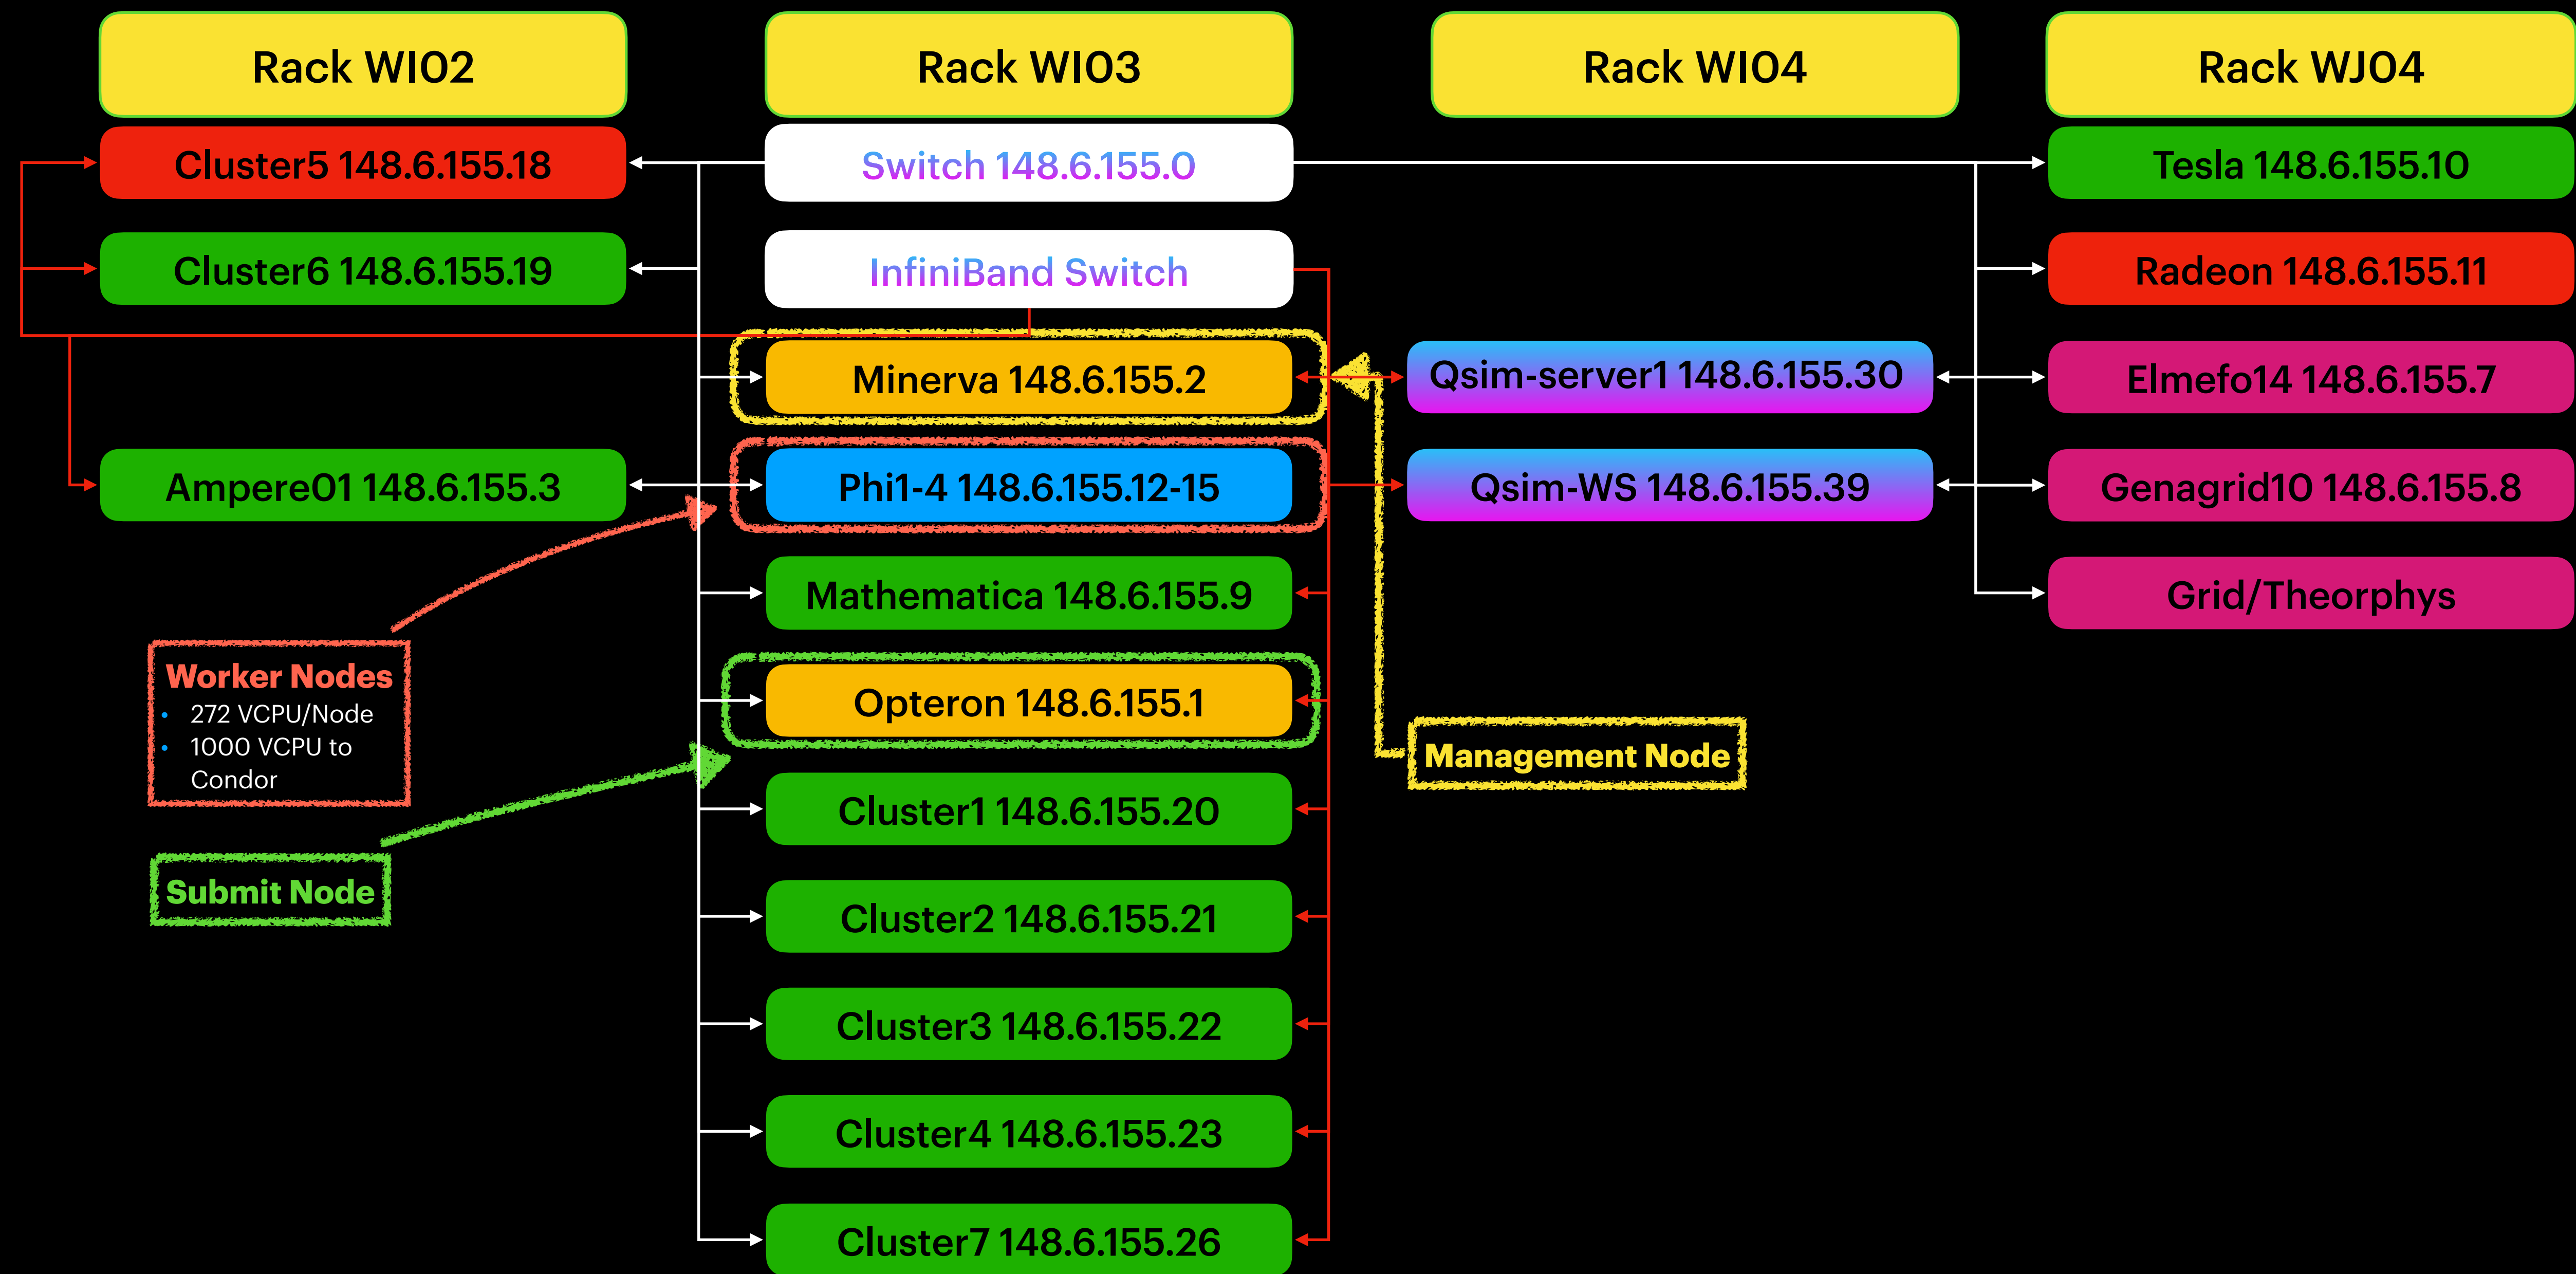 Rack WI02
Cluster5 148.6.155.18
Cluster6 148.6.155.19
Ampere01 148.6.155.3
Worker Nodes
• 272 VCPU/Node
• 1000 VCPU to
Condor
Submit Node
Rack WI03
Switch 148.6.155.0
InfiniBand Switch
Minerva 148.6.155.2
Phi1-4 148.6.155.12-15
Mathematica 148.6.155.9
Opteron 148.6.155.1
Cluster1 148.6.155.20
Cluster2 148.6.155.21
Cluster3 148.6.155.22
Cluster4 148.6.155.23
Cluster7 148.6.155.26
Rack WI04
Qsim-server1 148.6.155.30
Qsim-WS 148.6.155.39
Management Node
Rack WJ04
Tesla 148.6.155.10
Radeon 148.6.155.11
Elmefo14 148.6.155.7
Genagrid10 148.6.155.8
Grid/Theorphys